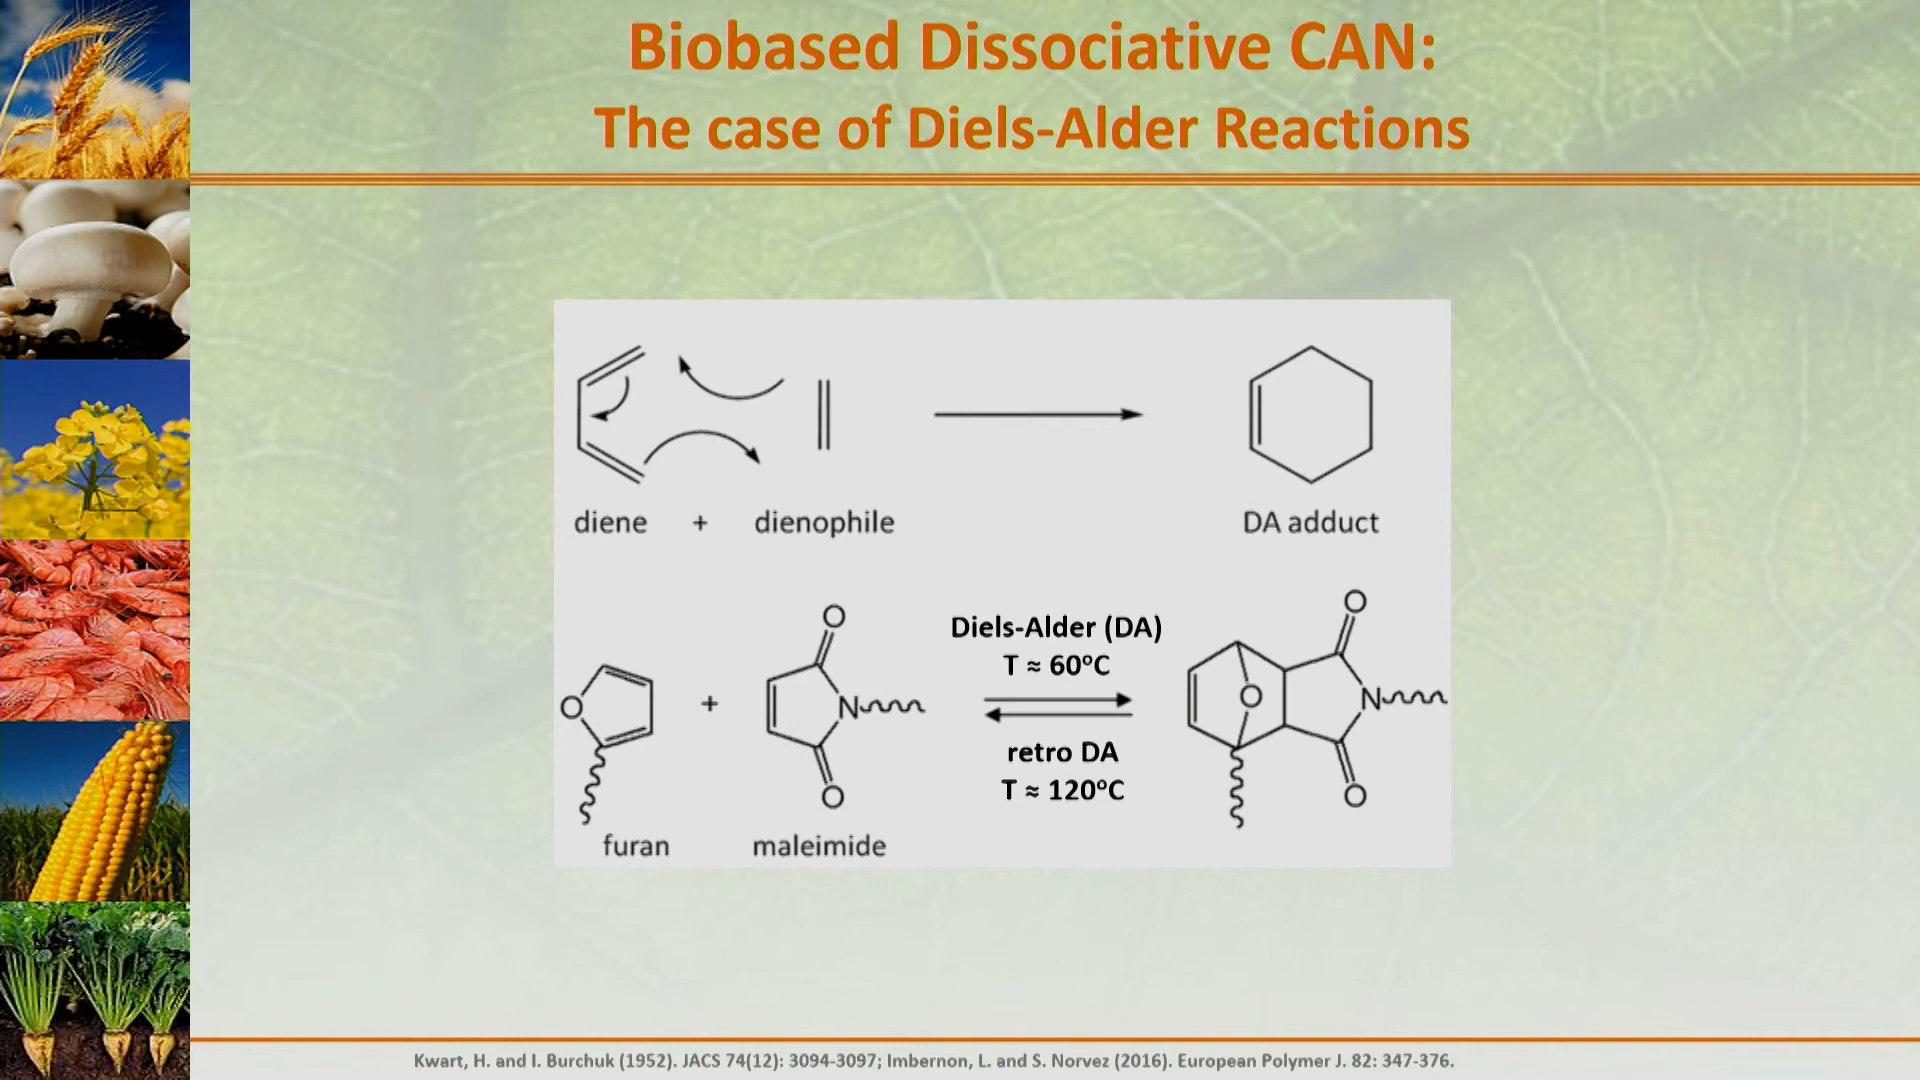 Biobased Dissociative CAN:
The case of Diels-Alder Reactions
diene + dienophile
DA adduct
O
O
Diels-Alder (DA)
T ≈ 60°C
O + N
O N
retro DA
T ≈ 120°C
O
O
furan
maleimide
Kwart, H. and I. Burchuk (1952). JACS 74(12): 3094-3097; Imbernon, L. and S. Norvez (2016). European Polymer J. 82: 347-376.